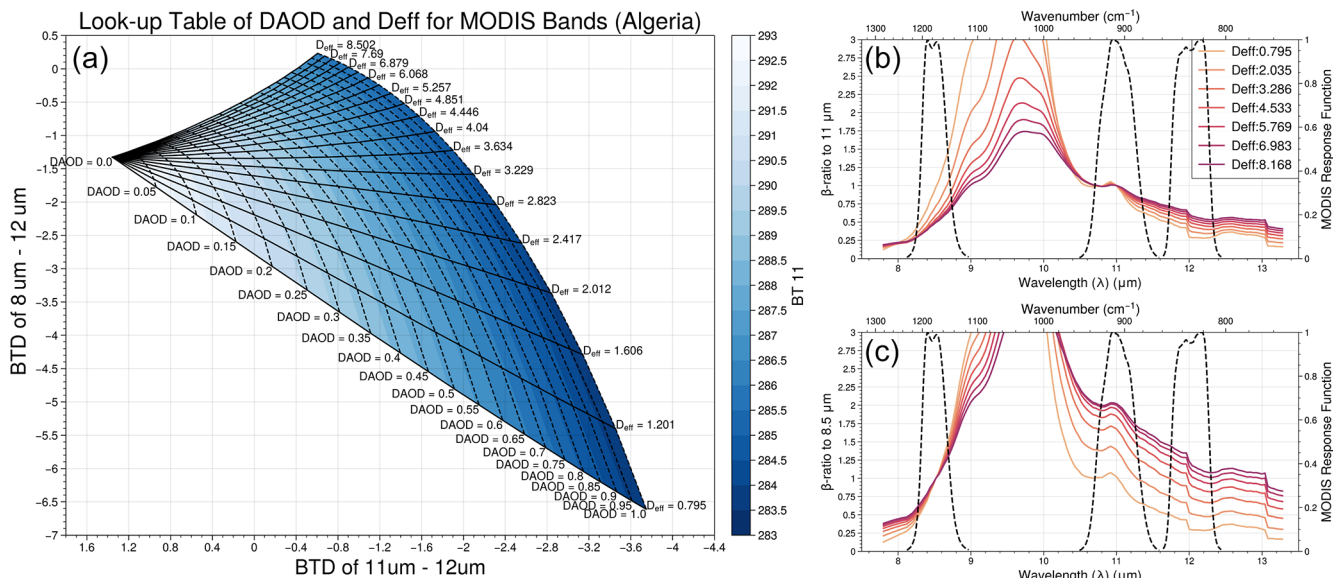 Look-up Table of DAOD and Deff for MODIS Bands (Algeria)
(a)
BTD of 8 um - 12 um
0.5
0
−0.5
−1
−1.5
−2
−2.5
−3
−3.5
−4
−4.5
−5
−5.5
−6
−6.5
−7
1.6 1.2 0.8 0.4 0 −0.4 −0.8 −1.2 −1.6 −2 −2.4 −2.8 −3.2 −3.6 −4 −4.4
BTD of 11um - 12um
Deff = 8.502
Deff = 7.69
Deff = 6.879
Deff = 6.068
Deff = 5.257
Deff = 4.851
Deff = 4.446
Deff = 4.04
Deff = 3.634
Deff = 3.229
Deff = 2.823
Deff = 2.417
Deff = 2.012
Deff = 1.606
Deff = 1.201
Deff = 0.795
DAOD = 0.0
DAOD = 0.05
DAOD = 0.1
DAOD = 0.15
DAOD = 0.2
DAOD = 0.25
DAOD = 0.3
DAOD = 0.35
DAOD = 0.4
DAOD = 0.45
DAOD = 0.5
DAOD = 0.55
DAOD = 0.6
DAOD = 0.65
DAOD = 0.7
DAOD = 0.75
DAOD = 0.8
DAOD = 0.85
DAOD = 0.9
DAOD = 0.95
DAOD = 1.0
293
292.5
292
291.5
291
290.5
290
289.5
289
288.5
288
287.5
287
286.5
286
285.5
285
284.5
284
283.5
283
BT 11
Wavenumber (cm−1)
1300 1200 1100 1000 900 800
(b)
β-ratio to 11 μm
3
2.75
2.5
2.25
2
1.75
1.5
1.25
1
0.75
0.5
0.25
0
8 9 10 11 12 13
Wavelength (λ) (μm)
Deff:0.795
Deff:2.035
Deff:3.286
Deff:4.533
Deff:5.769
Deff:6.983
Deff:8.168
1
0.8
0.6
0.4
0.2
0
MODIS Response Function
Wavenumber (cm−1)
1300 1200 1100 1000 900 800
(c)
β-ratio to 8.5 μm
3
2.75
2.5
2.25
2
1.75
1.5
1.25
1
0.75
0.5
0.25
0
8 9 10 11 12 13
Wavelength (λ) (μm)
1
0.8
0.6
0.4
0.2
0
MODIS Response Function